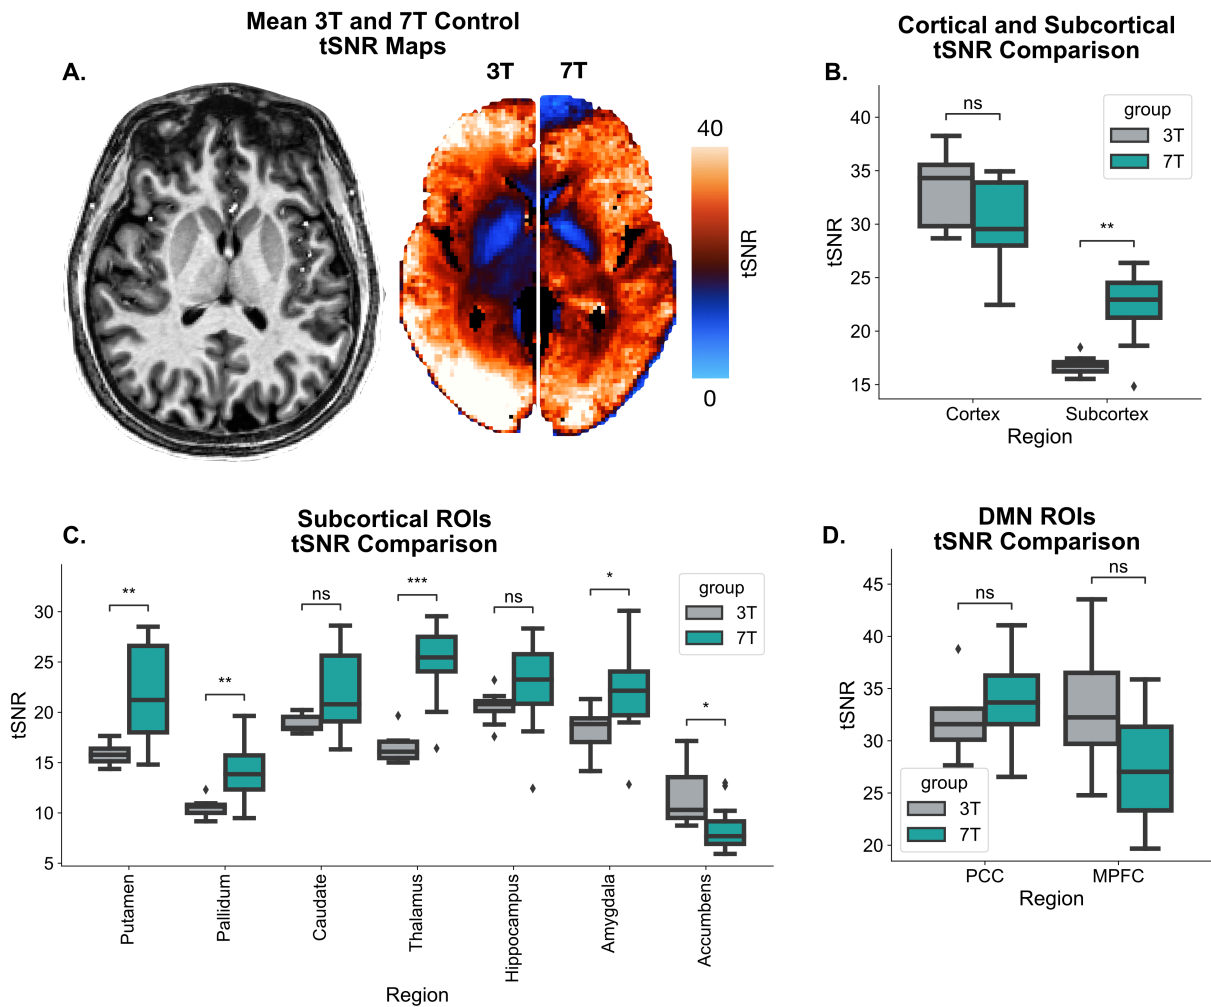 Mean 3T and 7T Control
tSNR Maps
A.
3T
7T
40
tSNR
0
Cortical and Subcortical
tSNR Comparison
B.
40
35
30
25
20
15
tSNR
ns
**
group
3T
7T
Cortex
Subcortex
Region
Subcortical ROIs
tSNR Comparison
C.
30
25
20
15
10
5
tSNR
**
**
ns
***
ns
*
*
group
3T
7T
Putamen
Pallidum
Caudate
Thalamus
Hippocampus
Amygdala
Accumbens
Region
DMN ROIs
tSNR Comparison
D.
45
40
35
30
25
20
tSNR
ns
ns
group
3T
7T
PCC
MPFC
Region